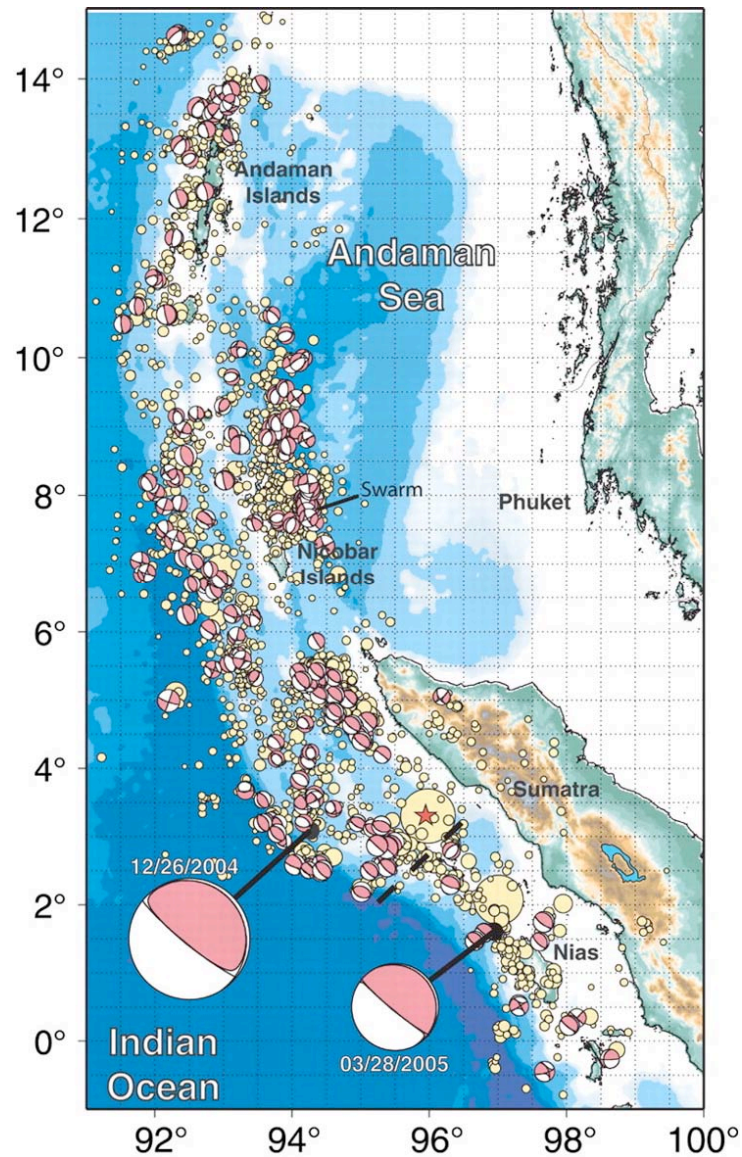 14°
12°
10°
8°
6°
4°
2°
0°
Andaman
Islands
Andaman
Sea
Swarm
Phuket
Nicobar
Islands
Sumatra
12/26/2004
Nias
03/28/2005
Indian
Ocean
92°
94°
96°
98°
100°